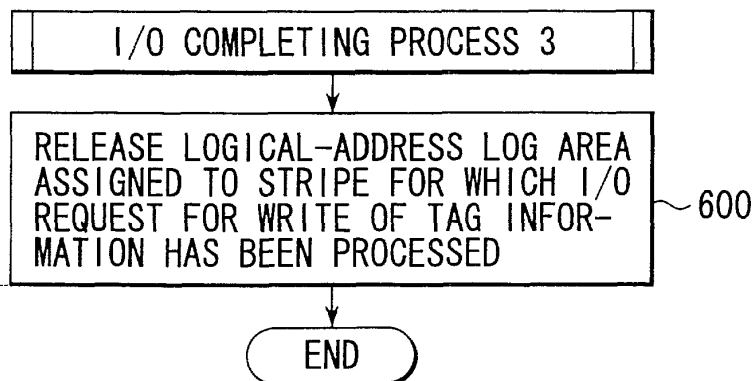 I/O COMPLETING PROCESS 3
RELEASE LOGICAL-ADDRESS LOG AREA
ASSIGNED TO STRIPE FOR WHICH I/O
REQUEST FOR WRITE OF TAG INFOR-
MATION HAS BEEN PROCESSED
600
END